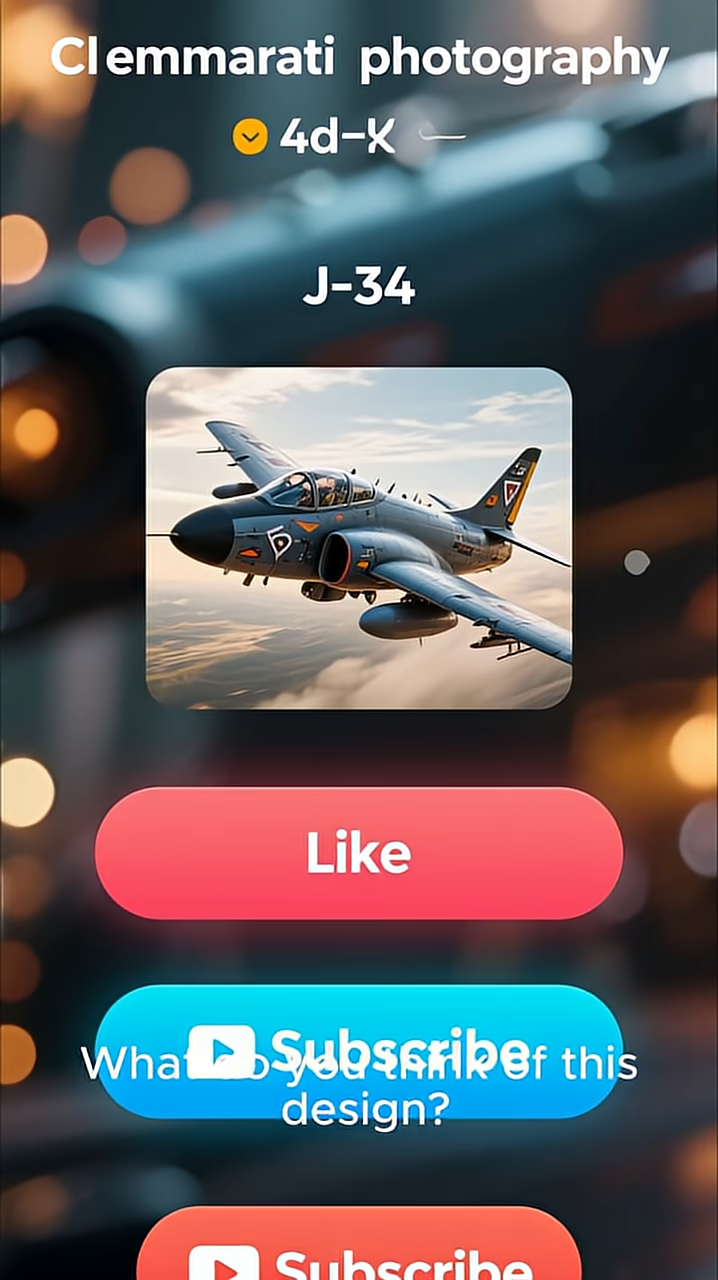 Clemmarati photography
4d-K
J-34
Like
Subscribe
What do you think of this
design?
Subscribe